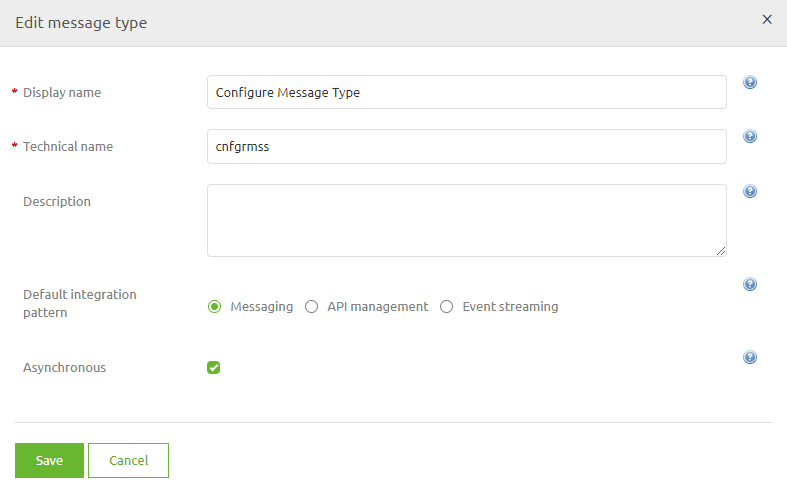 Edit message type
* Display name
Configure Message Type
* Technical name
cnfgrmss
Description
Default integration
pattern
Messaging API management Event streaming
Asynchronous
Save Cancel